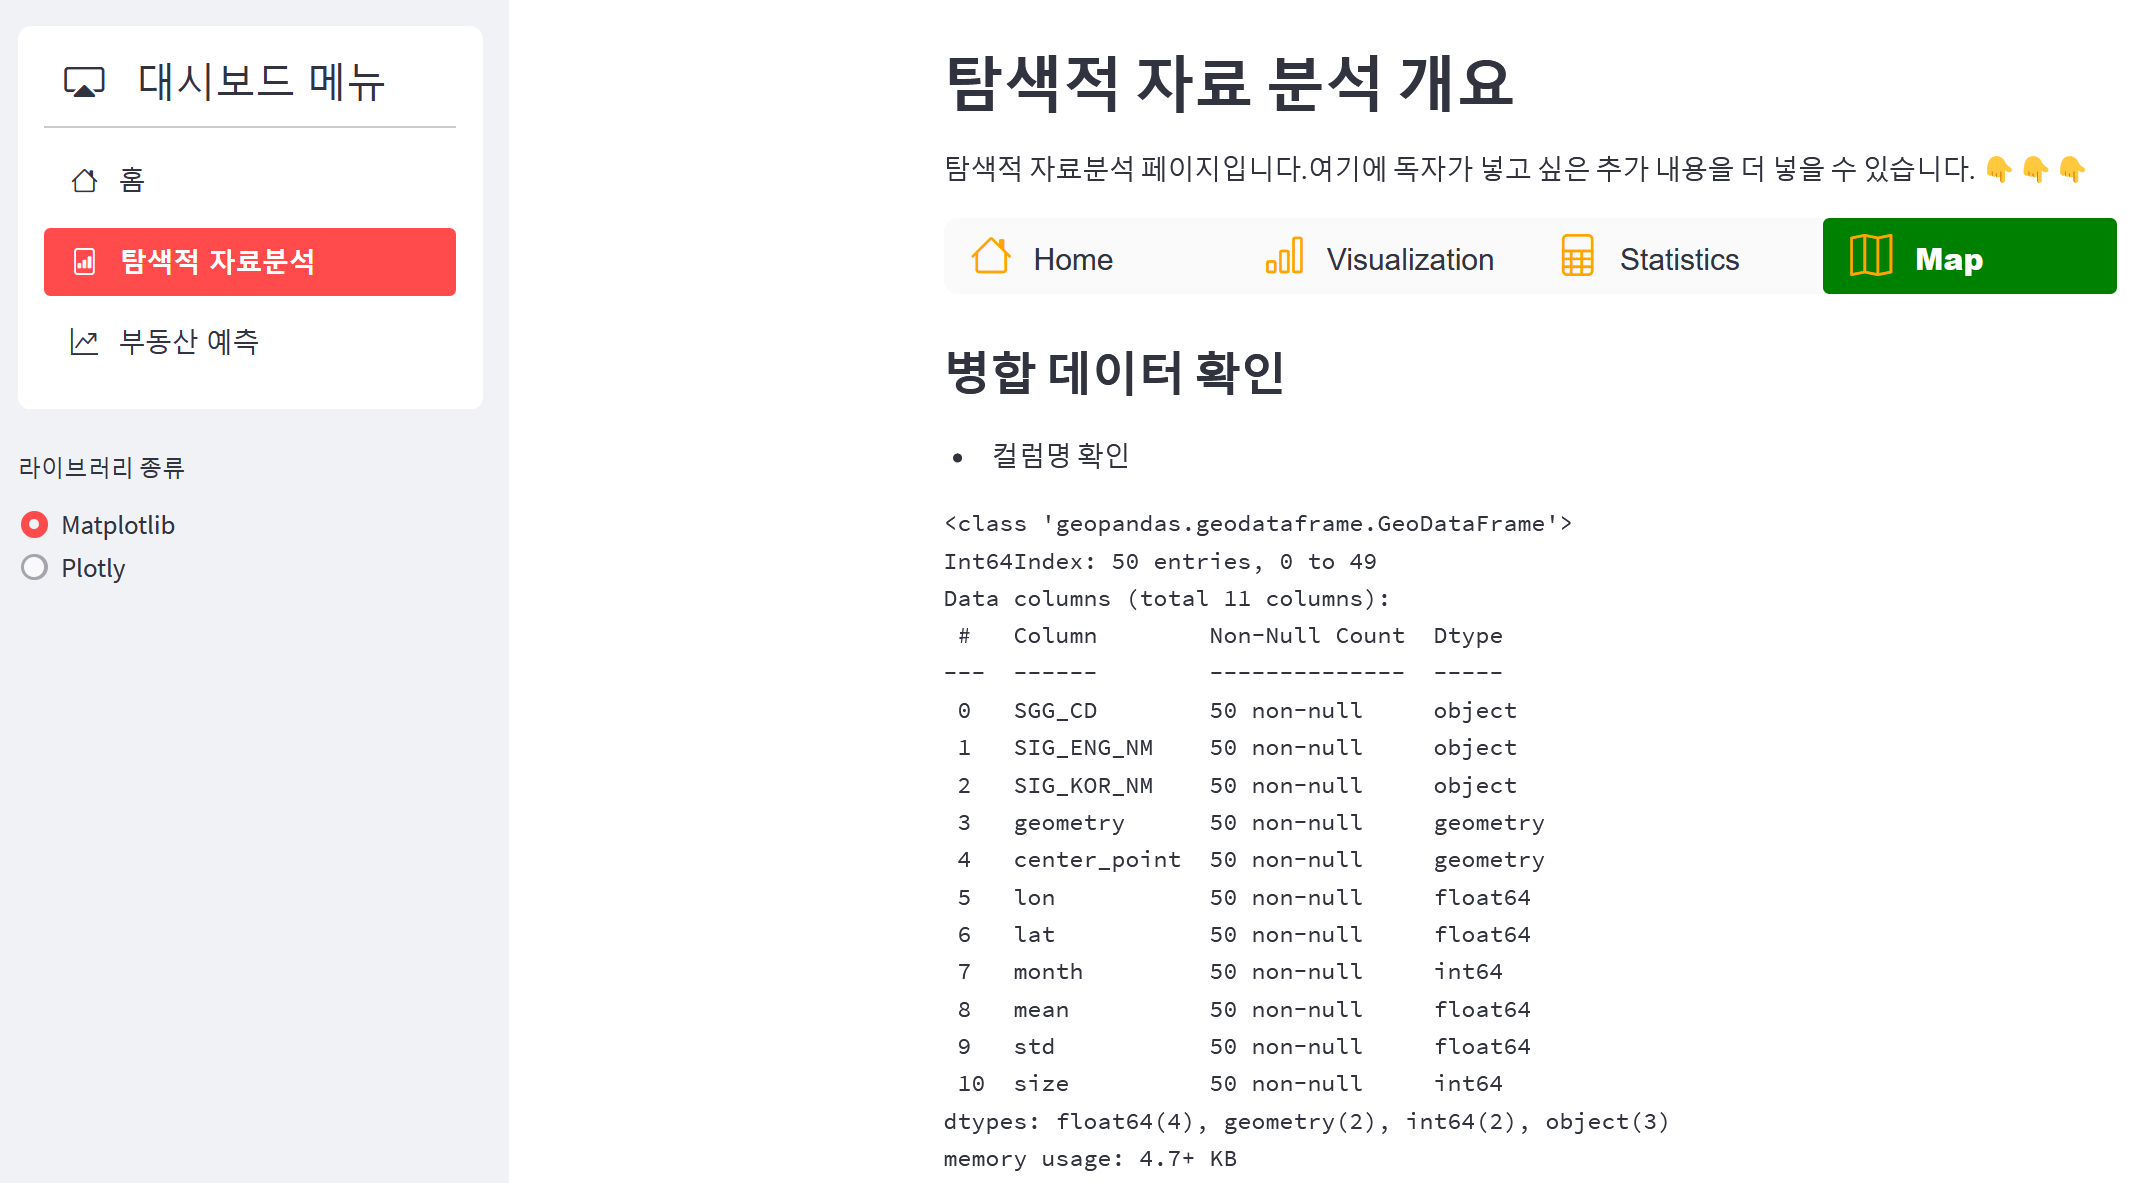 대시보드 메뉴
홈
탐색적 자료분석
부동산 예측
라이브러리 종류
Matplotlib
Plotly
탐색적 자료 분석 개요
탐색적 자료분석 페이지입니다.여기에 독자가 넣고 싶은 추가 내용을 더 넣을 수 있습니다. 👇👇👇
Home Visualization Statistics Map
병합 데이터 확인
• 컬럼명 확인
<class 'geopandas.geodataframe.GeoDataFrame'>
Int64Index: 50 entries, 0 to 49
Data columns (total 11 columns):
 #   Column        Non-Null Count  Dtype
---  ------        --------------  -----
 0   SGG_CD        50 non-null     object
 1   SIG_ENG_NM    50 non-null     object
 2   SIG_KOR_NM    50 non-null     object
 3   geometry      50 non-null     geometry
 4   center_point  50 non-null     geometry
 5   lon           50 non-null     float64
 6   lat           50 non-null     float64
 7   month         50 non-null     int64
 8   mean          50 non-null     float64
 9   std           50 non-null     float64
 10  size          50 non-null     int64
dtypes: float64(4), geometry(2), int64(2), object(3)
memory usage: 4.7+ KB